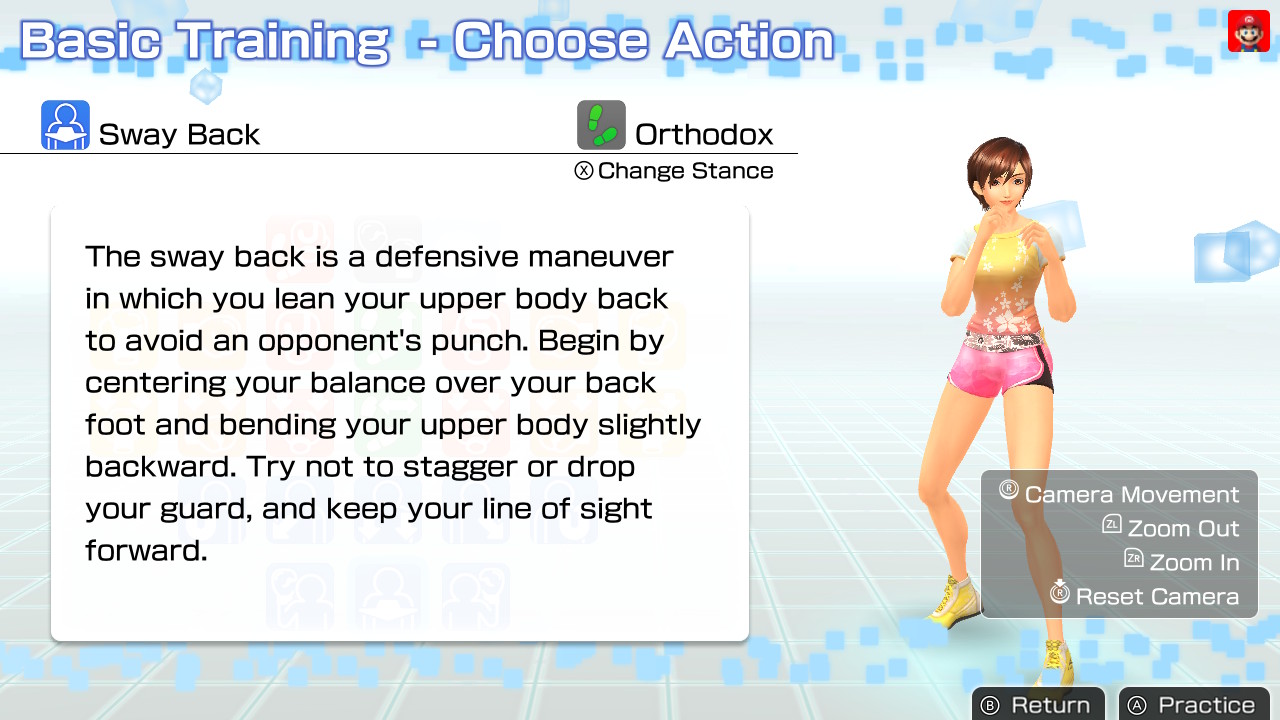 Basic Training - Choose Action
Sway Back
Orthodox
Ⓧ Change Stance
The sway back is a defensive maneuver
in which you lean your upper body back
to avoid an opponent's punch. Begin by
centering your balance over your back
foot and bending your upper body slightly
backward. Try not to stagger or drop
your guard, and keep your line of sight
forward.
Ⓡ Camera Movement
ZL Zoom Out
ZR Zoom In
Ⓡ Reset Camera
Ⓑ Return
Ⓐ Practice